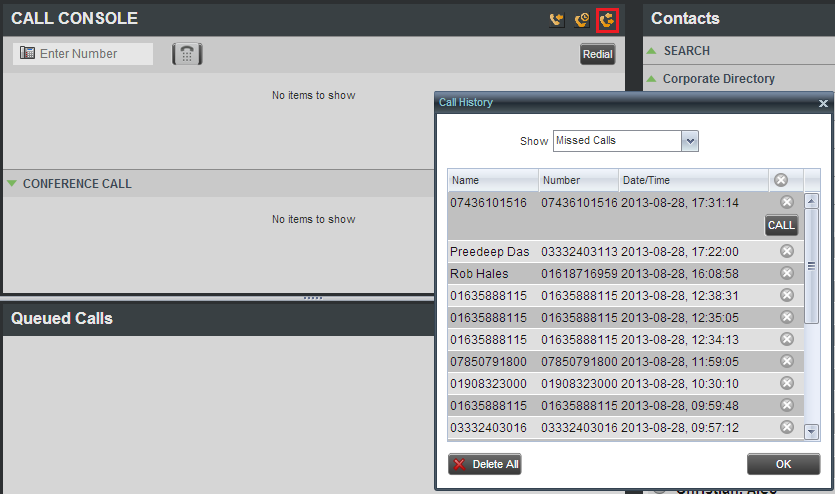 CALL CONSOLE
Enter Number
Redial
No items to show
CONFERENCE CALL
No items to show
Queued Calls
Contacts
SEARCH
Corporate Directory
Call History
Show Missed Calls
Name Number Date/Time
07436101516 07436101516 2013-08-28, 17:31:14
CALL
Preedeep Das 03332403113 2013-08-28, 17:22:00
Rob Hales 01618716959 2013-08-28, 16:08:58
01635888115 01635888115 2013-08-28, 12:38:31
01635888115 01635888115 2013-08-28, 12:35:05
01635888115 01635888115 2013-08-28, 12:34:13
07850791800 07850791800 2013-08-28, 11:59:05
01908323000 01908323000 2013-08-28, 10:30:10
01635888115 01635888115 2013-08-28, 09:59:48
03332403016 03332403016 2013-08-28, 09:57:12
Delete All
OK